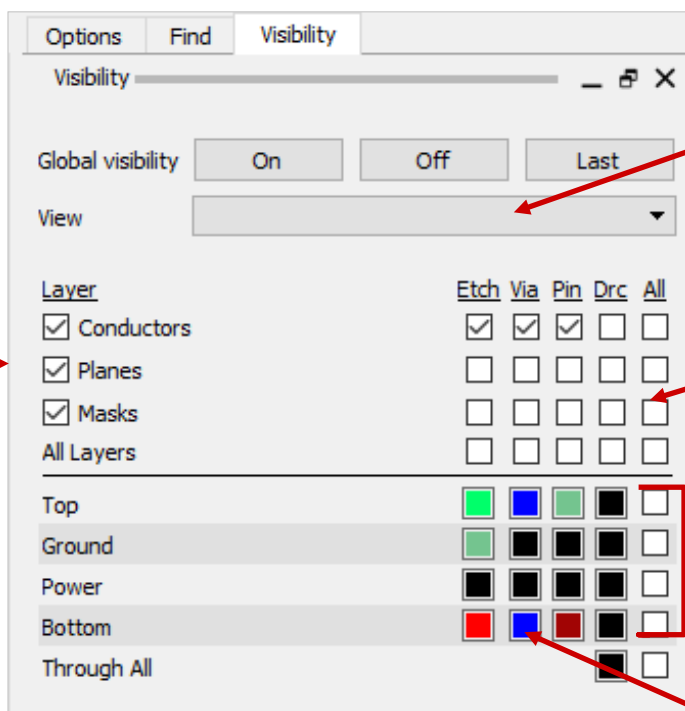 Options Find Visibility
Visibility
Global visibility On Off Last
View
Layer Etch Via Pin Drc All
Conductors
Planes
Masks
All Layers
Top
Ground
Power
Bottom
Through All